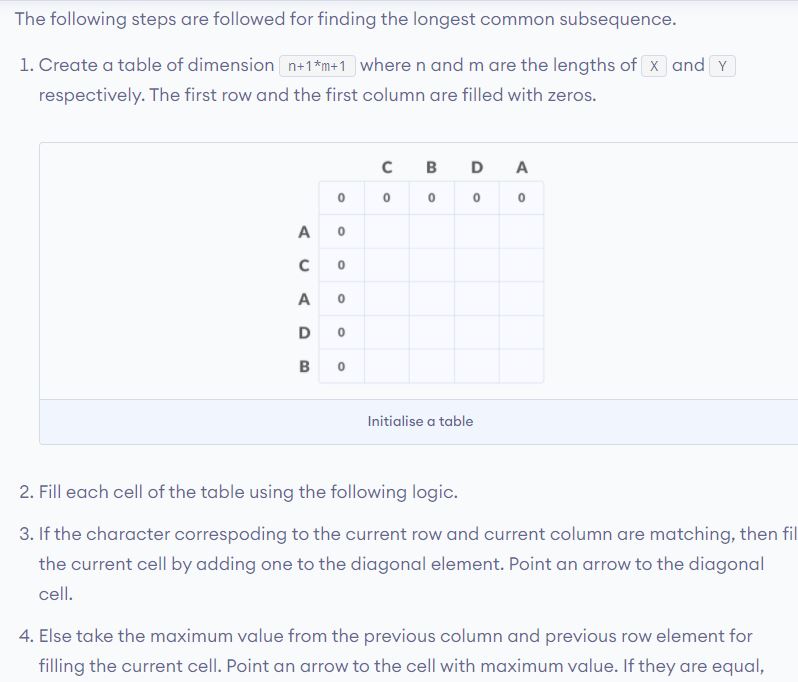 The following steps are followed for finding the longest common subsequence.
1. Create a table of dimension n+1*m+1 where n and m are the lengths of X and Y
respectively. The first row and the first column are filled with zeros.
C B D A
0 0 0 0 0
A 0
C 0
A 0
D 0
B 0
Initialise a table
2. Fill each cell of the table using the following logic.
3. If the character correspoding to the current row and current column are matching, then fil
the current cell by adding one to the diagonal element. Point an arrow to the diagonal
cell.
4. Else take the maximum value from the previous column and previous row element for
filling the current cell. Point an arrow to the cell with maximum value. If they are equal,